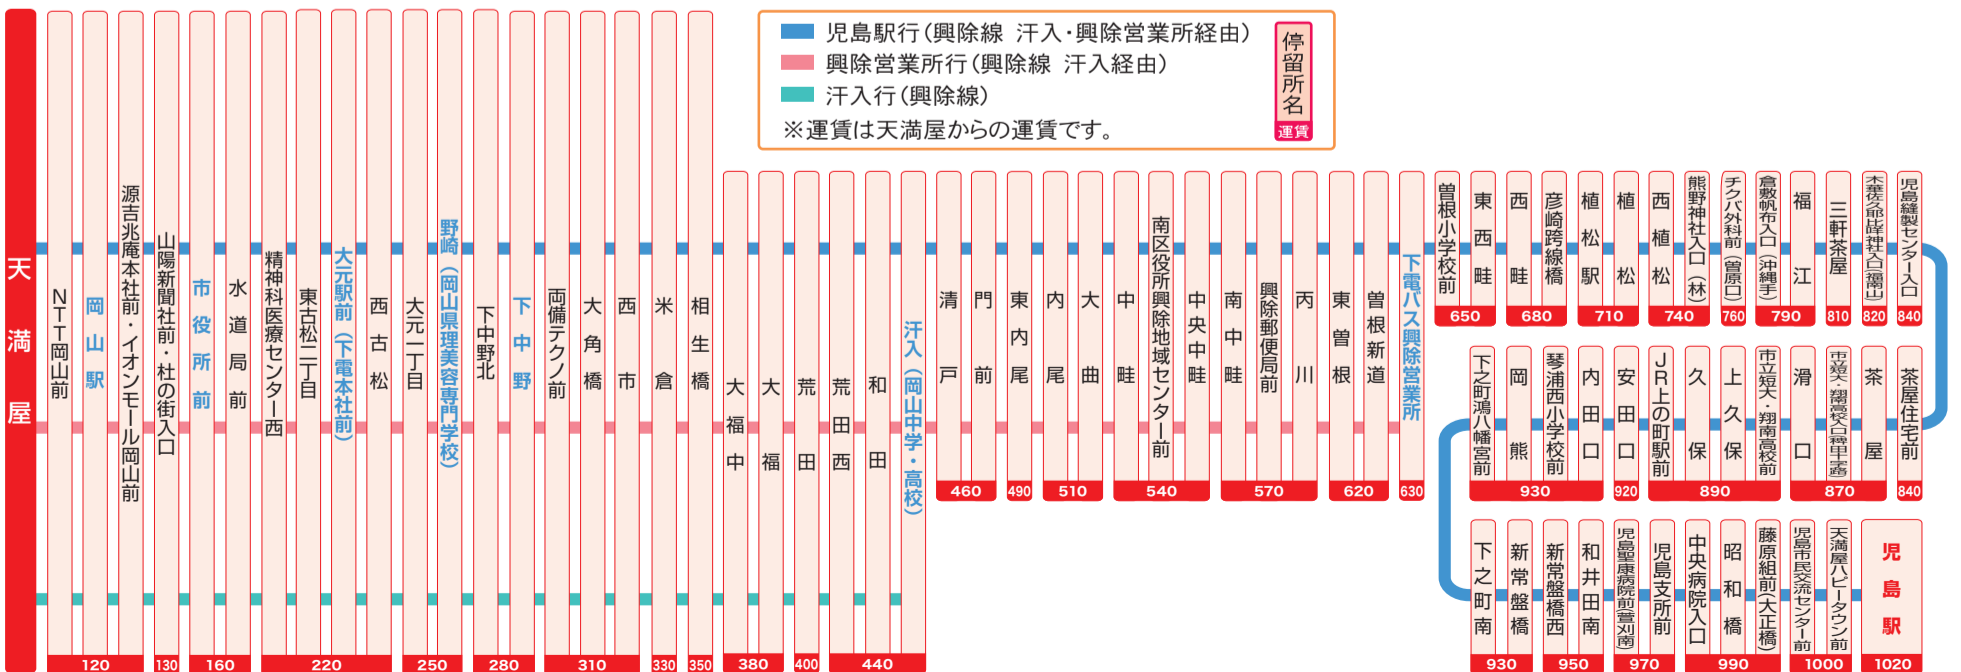 児島駅行(興除線 汗入・興除営業所経由)
興除営業所行(興除線 汗入経由)
汗入行(興除線)
※運賃は天満屋からの運賃です。
停留所名
運賃
天満屋
NTT岡山前
岡山駅
源吉兆庵本社前・イオンモール岡山前
120
山陽新聞社前・杜の街入口
130
市役所前
水道局前
160
精神科医療センター西
東古松二丁目
大元駅前(下電本社前)
西古松
220
大元一丁目
野崎(岡山県理美容専門学校)
250
下中野北
下中野
280
両備テクノ前
大角橋
西市
310
米倉
330
相生橋
350
大福中
大福
380
荒田
400
荒田西
和田
汗入(岡山中学・高校)
440
清戸
門前
460
東内尾
490
内尾
大曲
510
中畦
南区役所興除地域センター前
中央中畦
540
南中畦
興除郵便局前
丙川
570
東曽根
曽根新道
620
下電バス興除営業所
630
曽根小学校前
東西畦
650
西畦
彦崎跨線橋
680
植松駅
植松
710
西植松
熊野神社入口(林)
740
チクバ外科前(曽原口)
760
倉敷帆布入口(沖縄手)
福江
790
三軒茶屋
810
木華佐久耶比咩神社入口(福南山)
820
児島縫製センター入口
840
茶屋住宅前
840
茶屋
滑口
870
市立短大・翔南高校前
上久保
久保
JR上の町駅前
890
安田口
920
内田口
琴浦西小学校前
岡熊
下之町鴻八幡宮前
930
下之町南
新常盤橋
930
新常盤橋西
和井田南
950
児島聖康病院前(萱刈南)
児島支所前
970
中央病院入口
昭和橋
藤原組前(大正橋)
990
児島市民交流センター前
天満屋ハピータウン前
1000
児島駅
1020